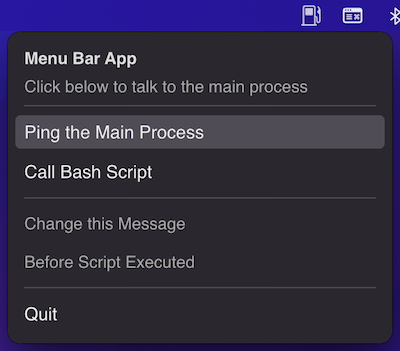 Menu Bar App
Click below to talk to the main process
Ping the Main Process
Call Bash Script
Change this Message
Before Script Executed
Quit